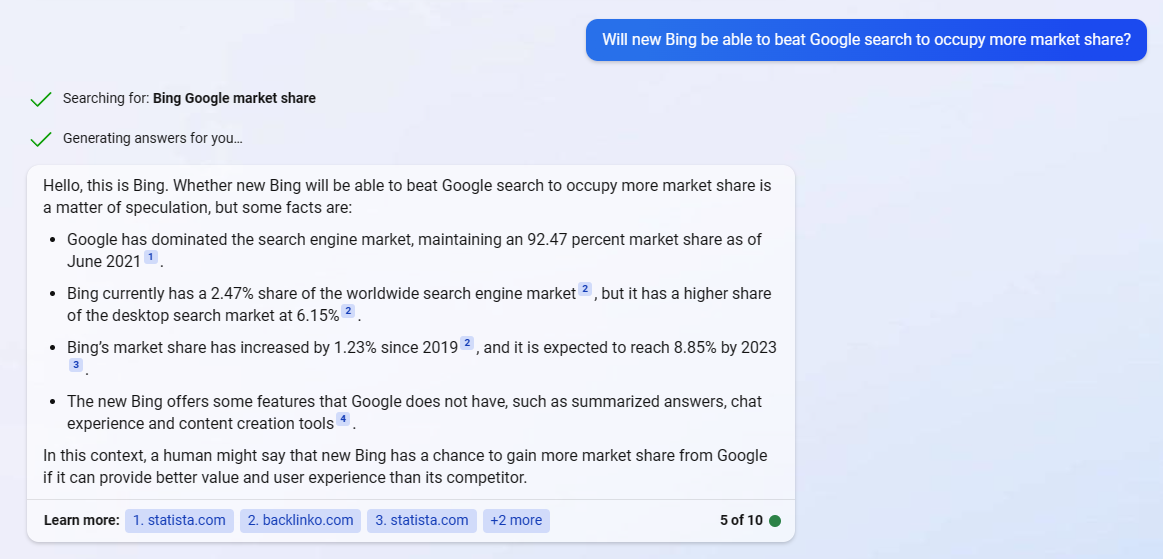 Will new Bing be able to beat Google search to occupy more market share?
Searching for: Bing Google market share
Generating answers for you…
Hello, this is Bing. Whether new Bing will be able to beat Google search to occupy more market share is
a matter of speculation, but some facts are:
• Google has dominated the search engine market, maintaining an 92.47 percent market share as of
June 2021 1 .
• Bing currently has a 2.47% share of the worldwide search engine market 2 , but it has a higher share
of the desktop search market at 6.15% 2 .
• Bing’s market share has increased by 1.23% since 2019 2 , and it is expected to reach 8.85% by 2023
3 .
• The new Bing offers some features that Google does not have, such as summarized answers, chat
experience and content creation tools 4 .
In this context, a human might say that new Bing has a chance to gain more market share from Google
if it can provide better value and user experience than its competitor.
Learn more: 1. statista.com 2. backlinko.com 3. statista.com +2 more 5 of 10